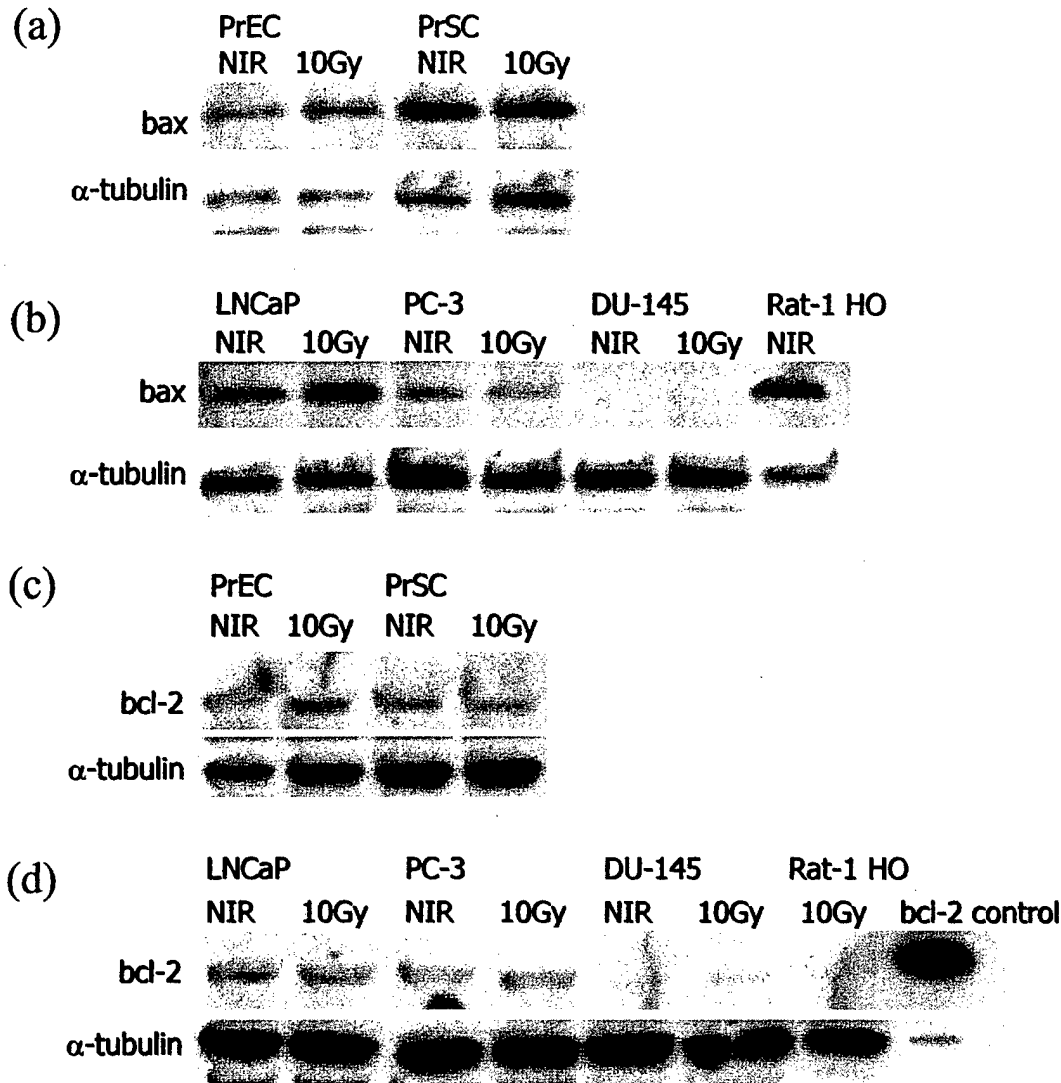 (a)
PrEC PrSC
NIR 10Gy NIR 10Gy
bax
α-tubulin
(b)
LNCaP PC-3 DU-145 Rat-1 HO
NIR 10Gy NIR 10Gy NIR 10Gy NIR
bax
α-tubulin
(c)
PrEC PrSC
NIR 10Gy NIR 10Gy
bcl-2
α-tubulin
(d)
LNCaP PC-3 DU-145 Rat-1 HO
NIR 10Gy NIR 10Gy NIR 10Gy 10Gy bcl-2 control
bcl-2
α-tubulin